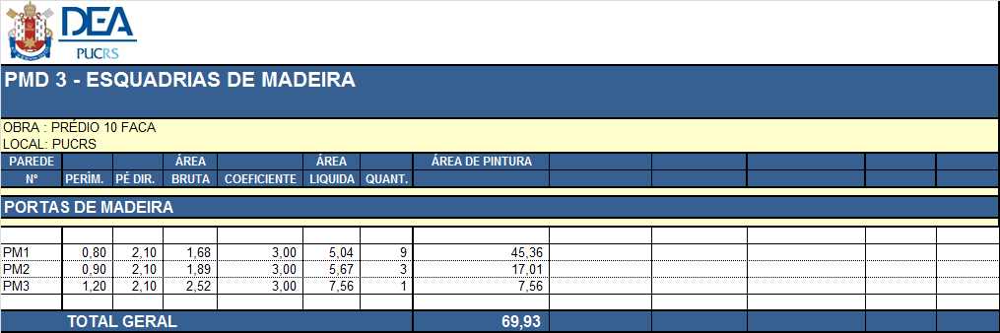 DEA
PUCRS
PMD 3 - ESQUADRIAS DE MADEIRA
OBRA : PRÉDIO 10 FACA
LOCAL: PUCRS
PAREDE ÁREA ÁREA ÁREA DE PINTURA
Nº PERÍM. PÉ DIR. BRUTA COEFICIENTE LIQUIDA QUANT.
PORTAS DE MADEIRA
PM1 0,80 2,10 1,68 3,00 5,04 9 45,36
PM2 0,90 2,10 1,89 3,00 5,67 3 17,01
PM3 1,20 2,10 2,52 3,00 7,56 1 7,56
TOTAL GERAL 69,93